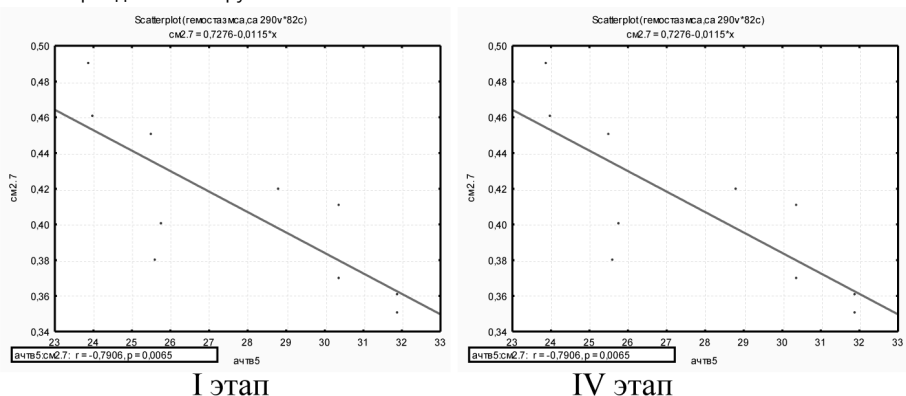 Scatterplot (гемостаз мса,са 290v*82c)
см2.7 = 0,7276-0,0115*x
0,50
0,48
0,46
0,44
0,42
0,40
0,38
0,36
0,34
см2.7
23 24 25 26 27 28 29 30 31 32 33
ачтв5:см2.7: r = -0,7906, p = 0,0065
ачтв5
I этап
Scatterplot (гемостаз мса,са 290v*82c)
см2.7 = 0,7276-0,0115*x
0,50
0,48
0,46
0,44
0,42
0,40
0,38
0,36
0,34
см2.7
23 24 25 26 27 28 29 30 31 32 33
ачтв5:см2.7: r = -0,7906, p = 0,0065
ачтв5
IV этап